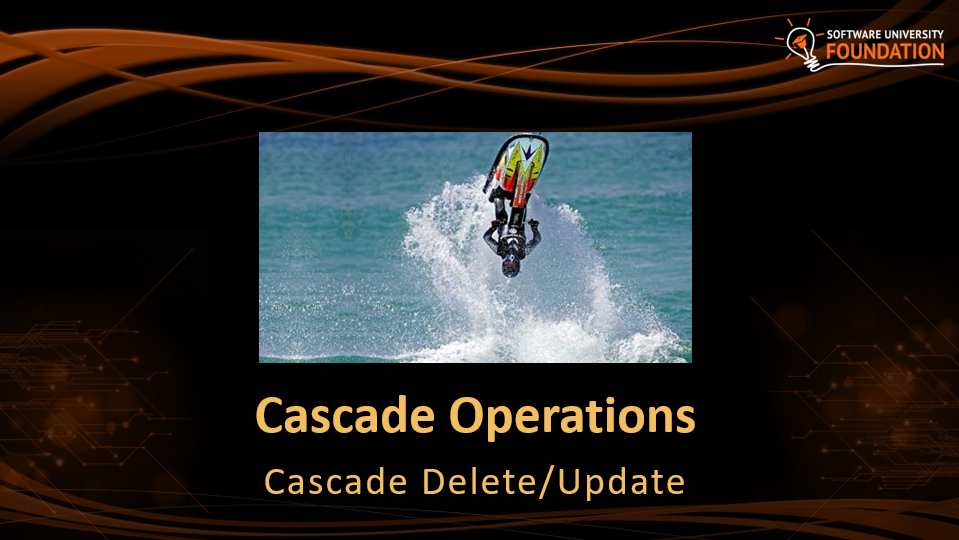 SOFTWARE UNIVERSITY
FOUNDATION
Cascade Operations
Cascade Delete/Update